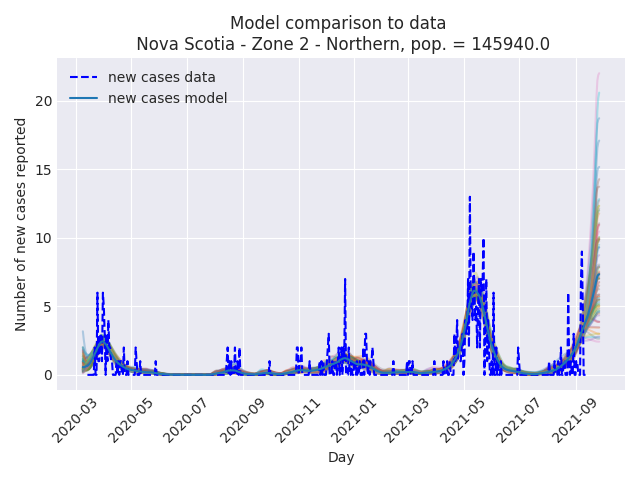 Model comparison to data
Nova Scotia - Zone 2 - Northern, pop. = 145940.0
new cases data
new cases model
Number of new cases reported
20
15
10
5
0
2020-03
2020-05
2020-07
2020-09
2020-11
2021-01
2021-03
2021-05
2021-07
2021-09
Day